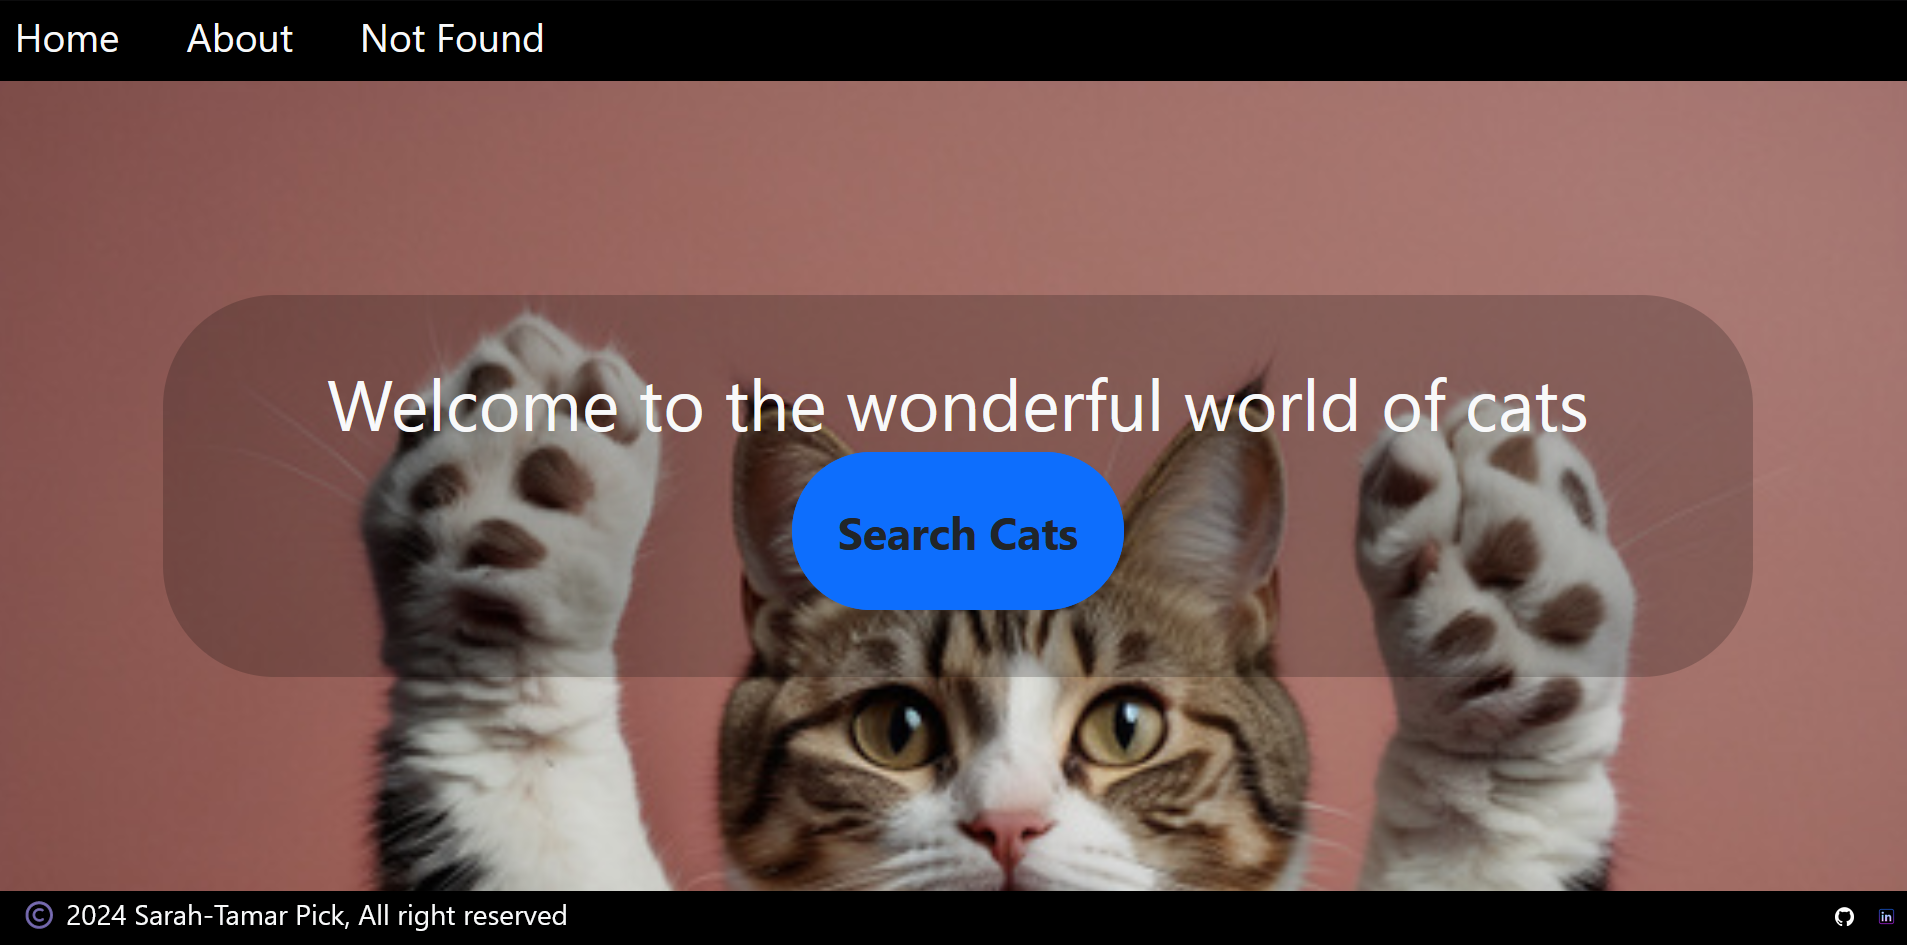 Home About Not Found
Welcome to the wonderful world of cats
Search Cats
© 2024 Sarah-Tamar Pick, All right reserved
in